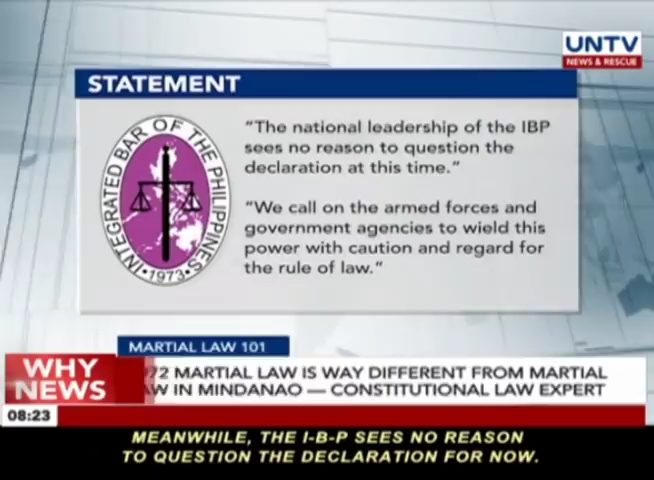 UNTV
NEWS & RESCUE
STATEMENT
INTEGRATED BAR OF THE PHILIPPINES
•1973•
"The national leadership of the IBP
sees no reason to question the
declaration at this time."
"We call on the armed forces and
government agencies to wield this
power with caution and regard for
the rule of law."
MARTIAL LAW 101
WHY
NEWS
72 MARTIAL LAW IS WAY DIFFERENT FROM MARTIAL
AW IN MINDANAO — CONSTITUTIONAL LAW EXPERT
08:23
MEANWHILE, THE I-B-P SEES NO REASON
TO QUESTION THE DECLARATION FOR NOW.